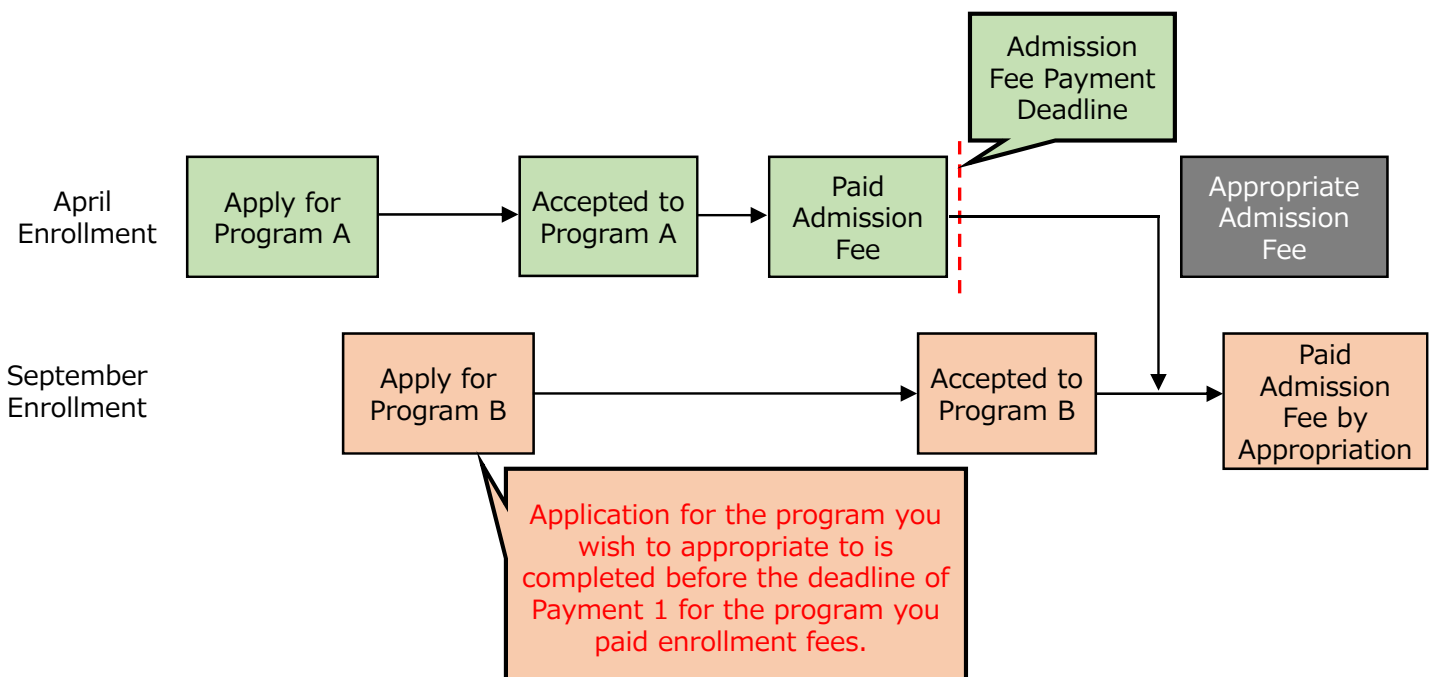 Admission
Fee Payment
Deadline
April
Enrollment
Apply for
Program A
Accepted to
Program A
Paid
Admission
Fee
Appropriate
Admission
Fee
September
Enrollment
Apply for
Program B
Accepted to
Program B
Paid
Admission
Fee by
Appropriation
Application for the program you
wish to appropriate to is
completed before the deadline of
Payment 1 for the program you
paid enrollment fees.